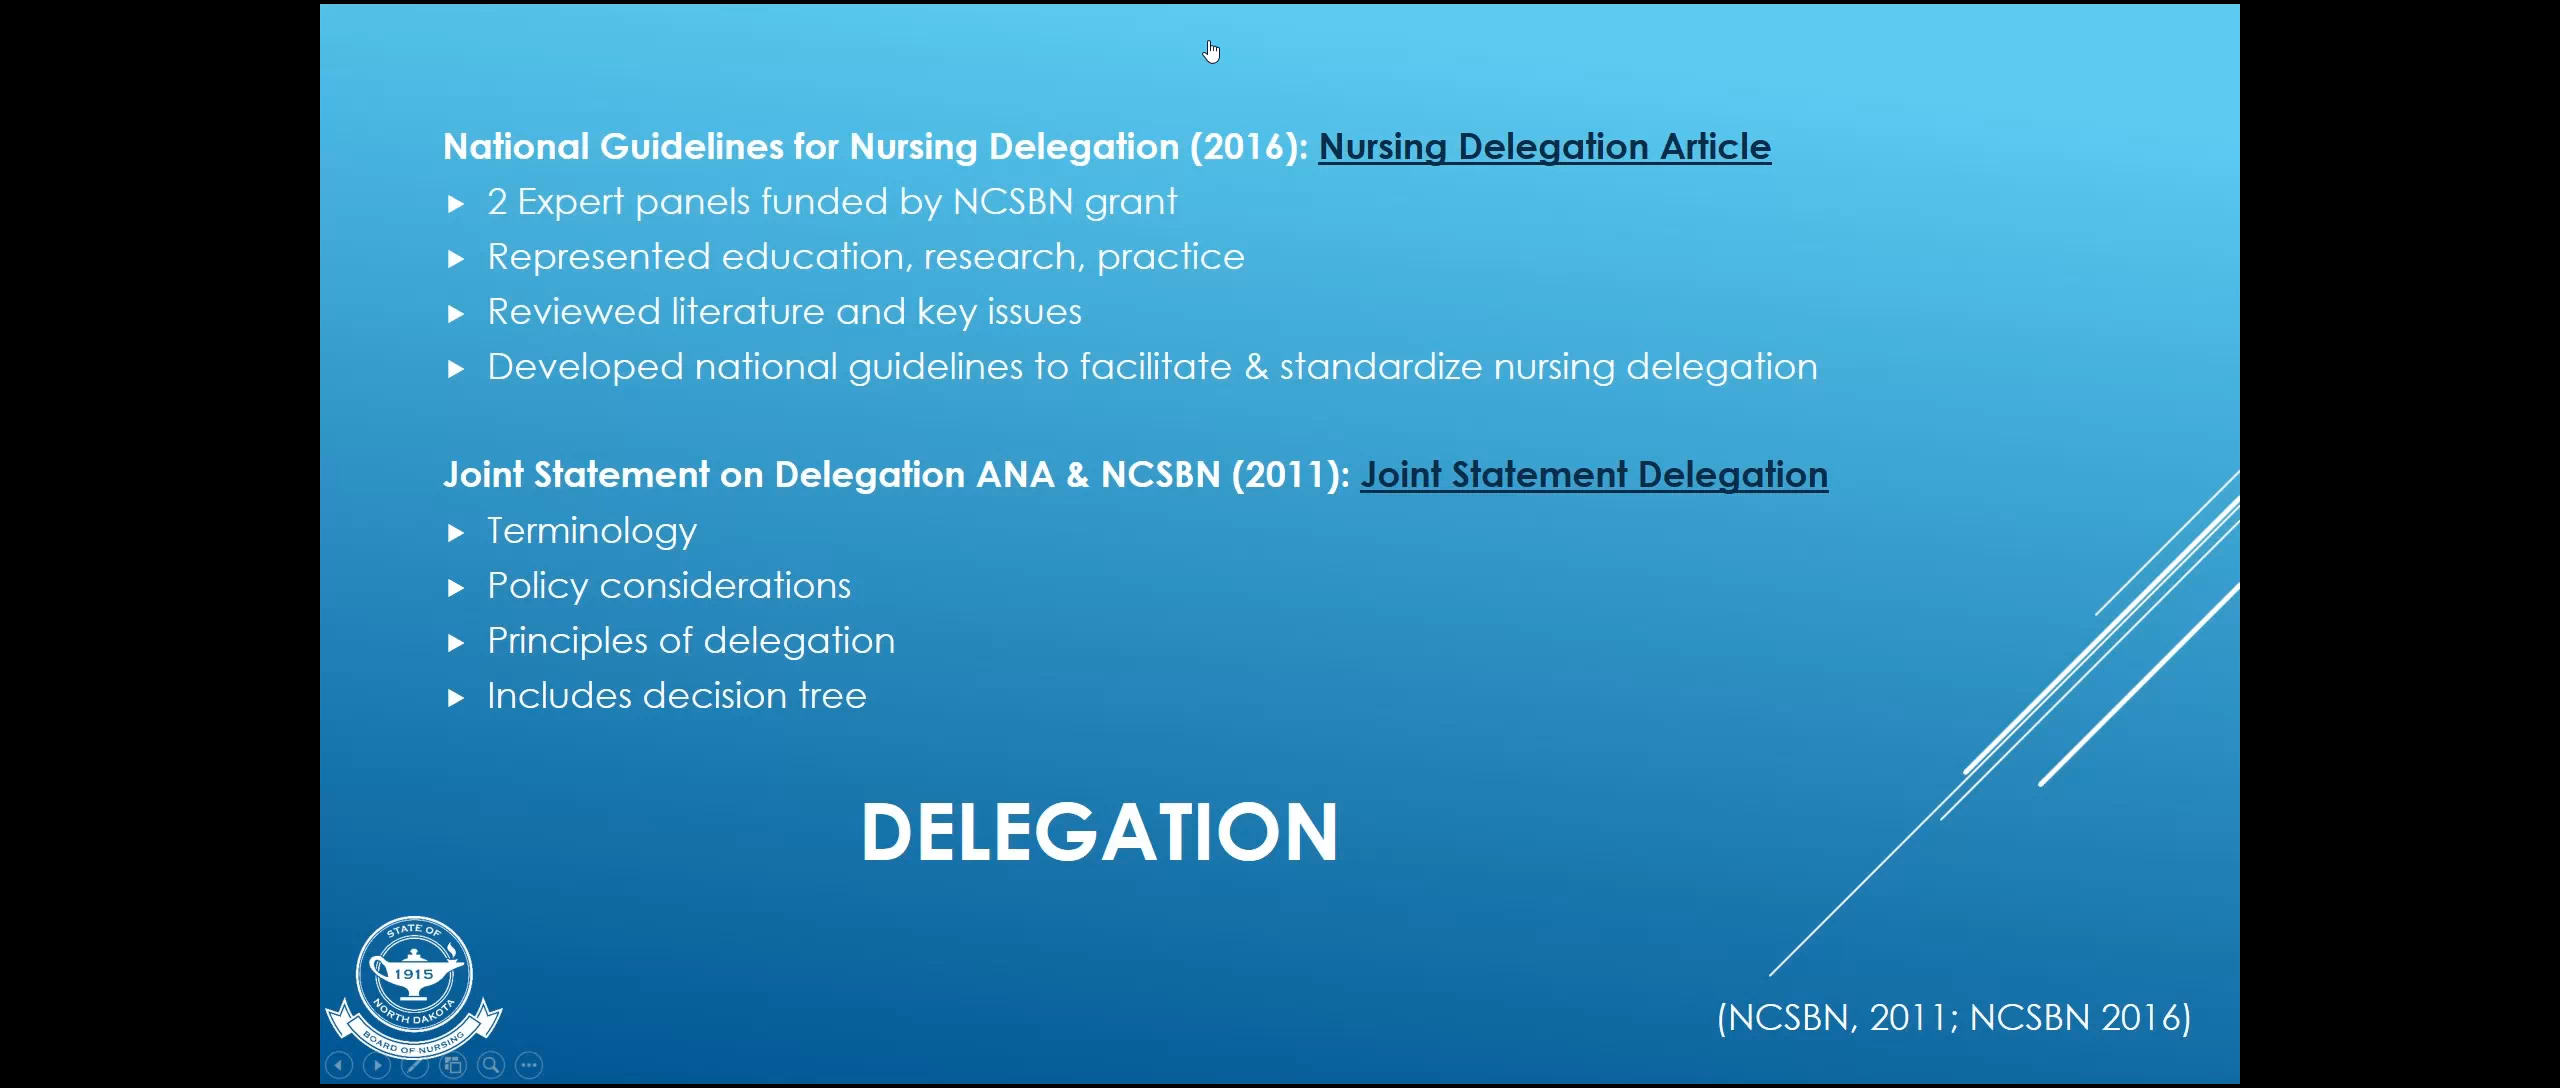 National Guidelines for Nursing Delegation (2016): Nursing Delegation Article
2 Expert panels funded by NCSBN grant
Represented education, research, practice
Reviewed literature and key issues
Developed national guidelines to facilitate & standardize nursing delegation
Joint Statement on Delegation ANA & NCSBN (2011): Joint Statement Delegation
Terminology
Policy considerations
Principles of delegation
Includes decision tree
DELEGATION
STATE OF
1915
NORTH DAKOTA
BOARD OF NURSING
(NCSBN, 2011; NCSBN 2016)